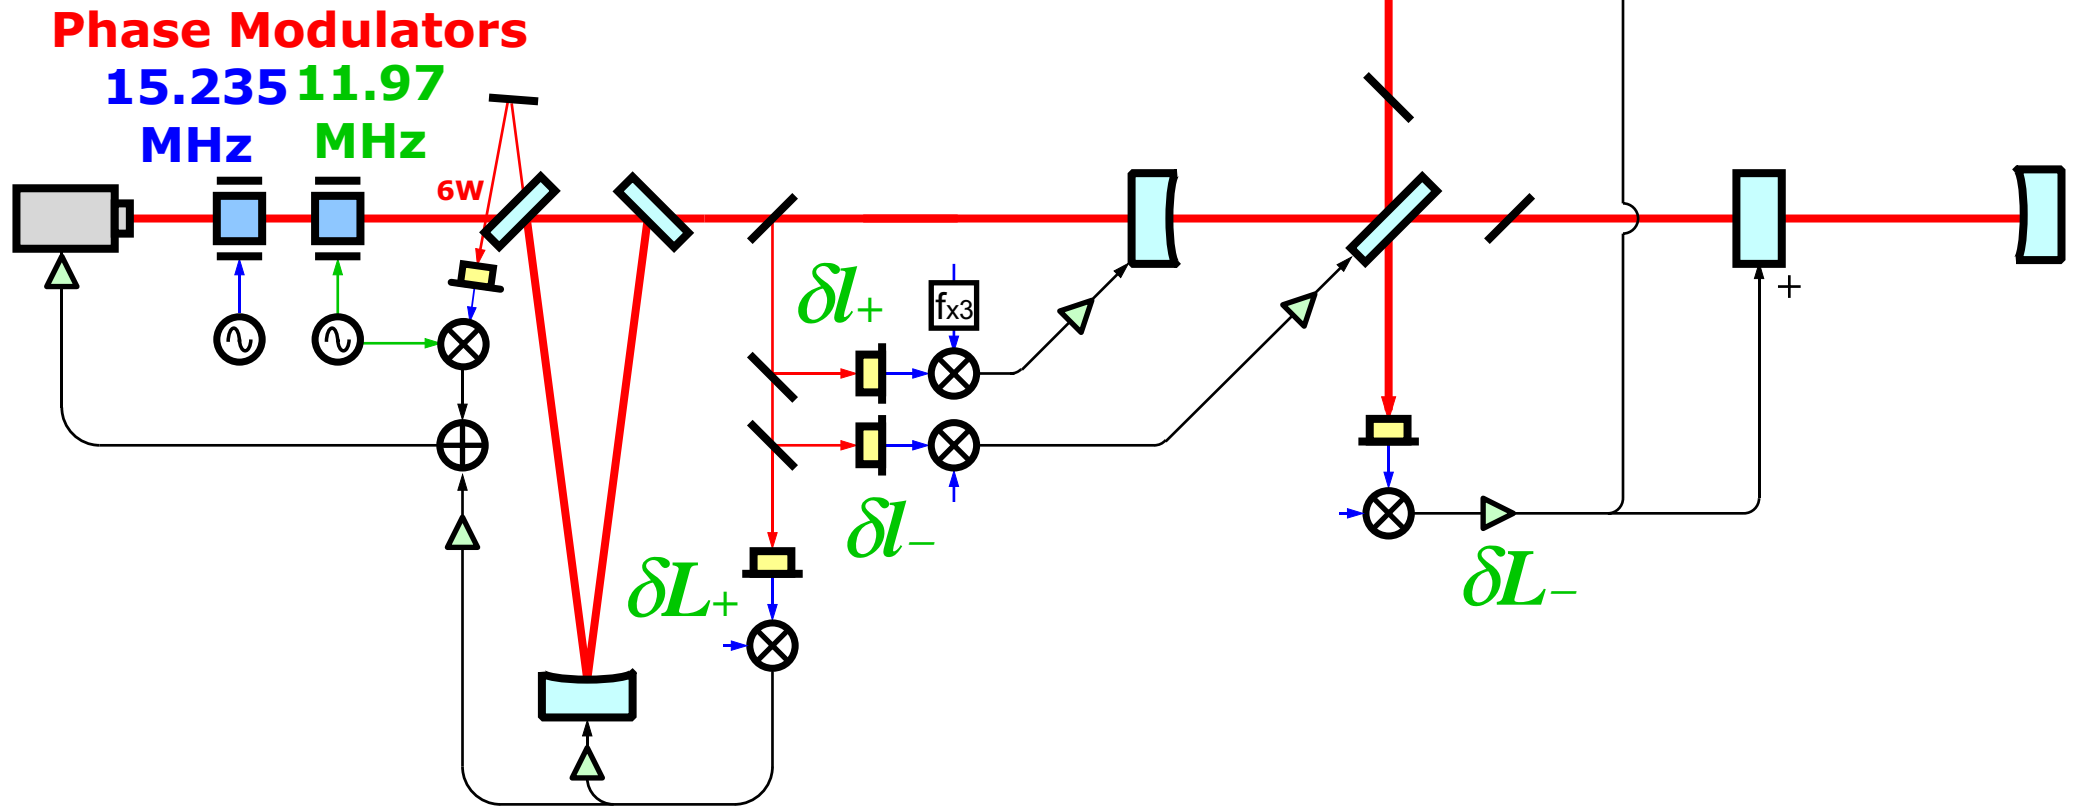 Phase Modulators
15.235 11.97
MHz MHz
6W
δl+
fx3
+
δl−
δL+
δL−